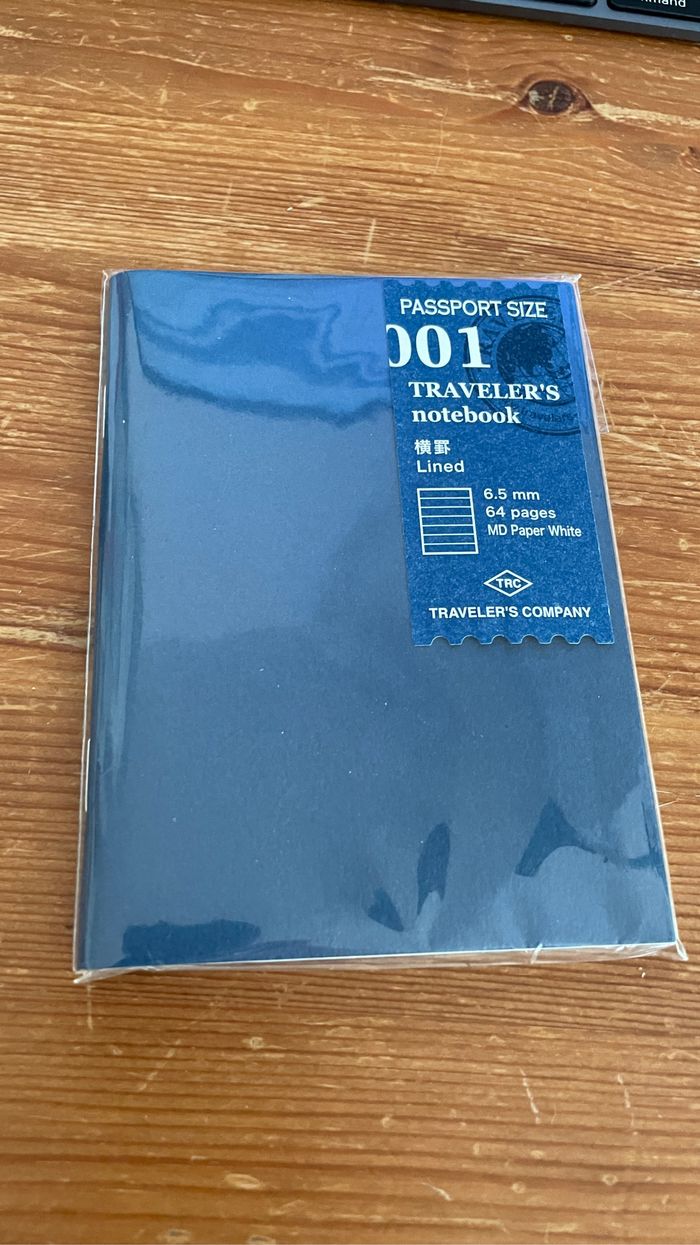 PASSPORT SIZE
001
TRAVELER'S
notebook
横罫
Lined
6.5 mm
64 pages
MD Paper White
TRC
TRAVELER'S COMPANY